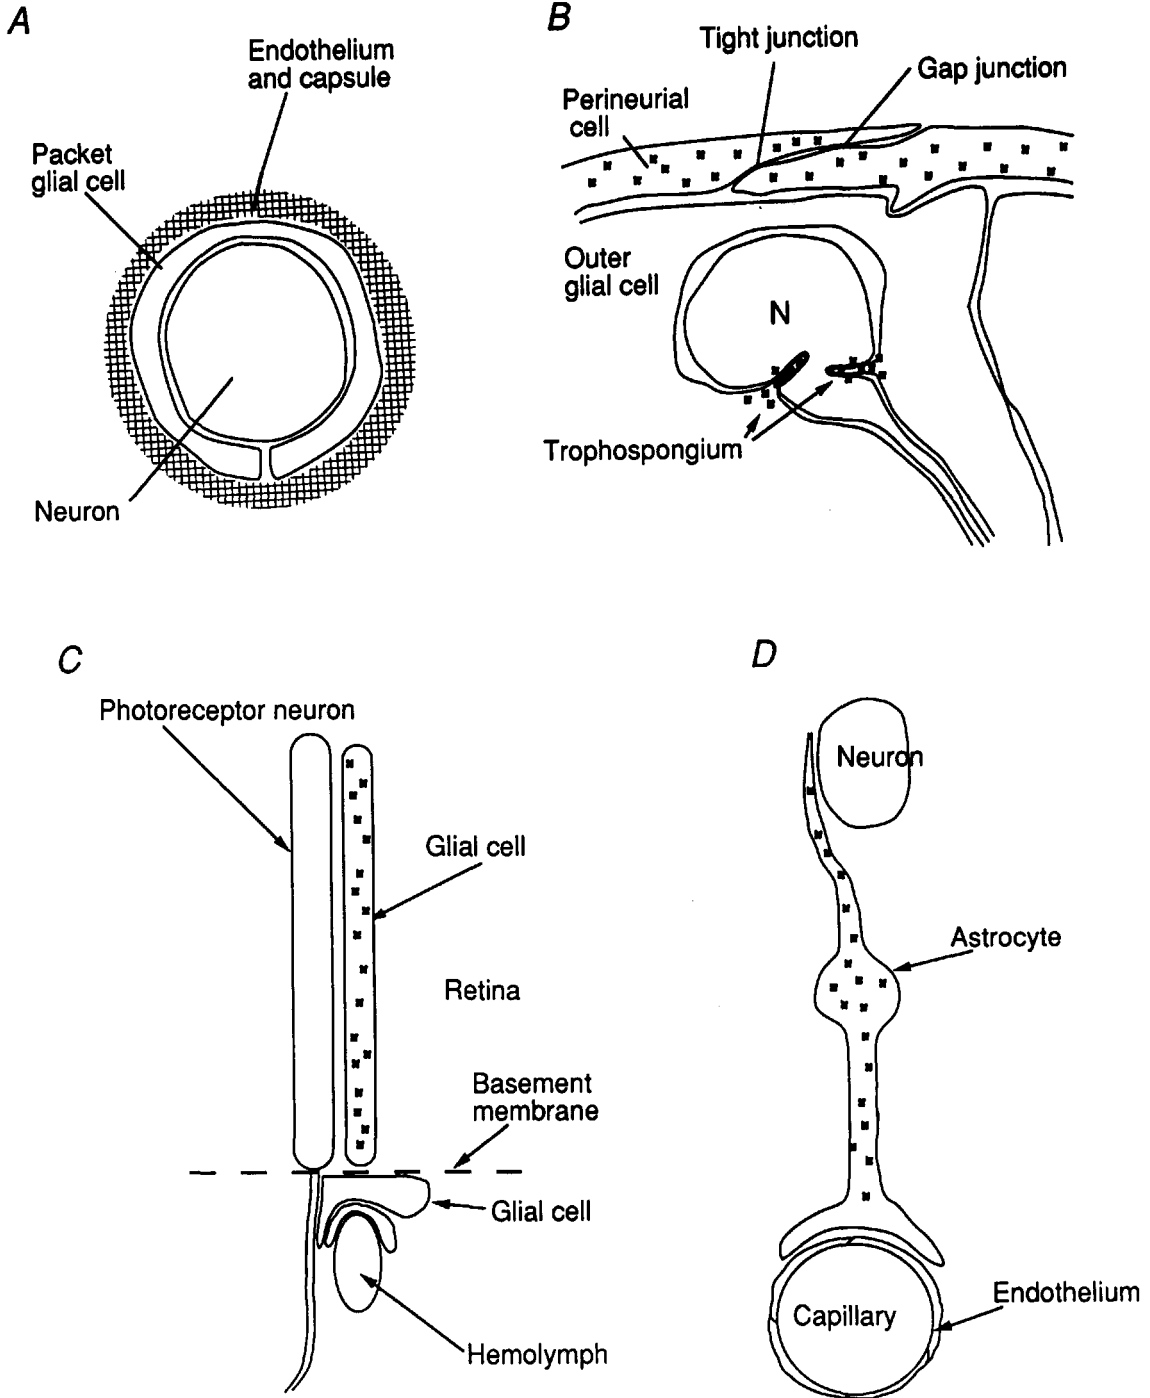 A
Endothelium
and capsule
Packet
glial cell
Neuron
B
Tight junction
Gap junction
Perineurial
cell
Outer
glial cell
N
Trophospongium
C
Photoreceptor neuron
Glial cell
Retina
Basement
membrane
Glial cell
Hemolymph
D
Neuron
Astrocyte
Endothelium
Capillary